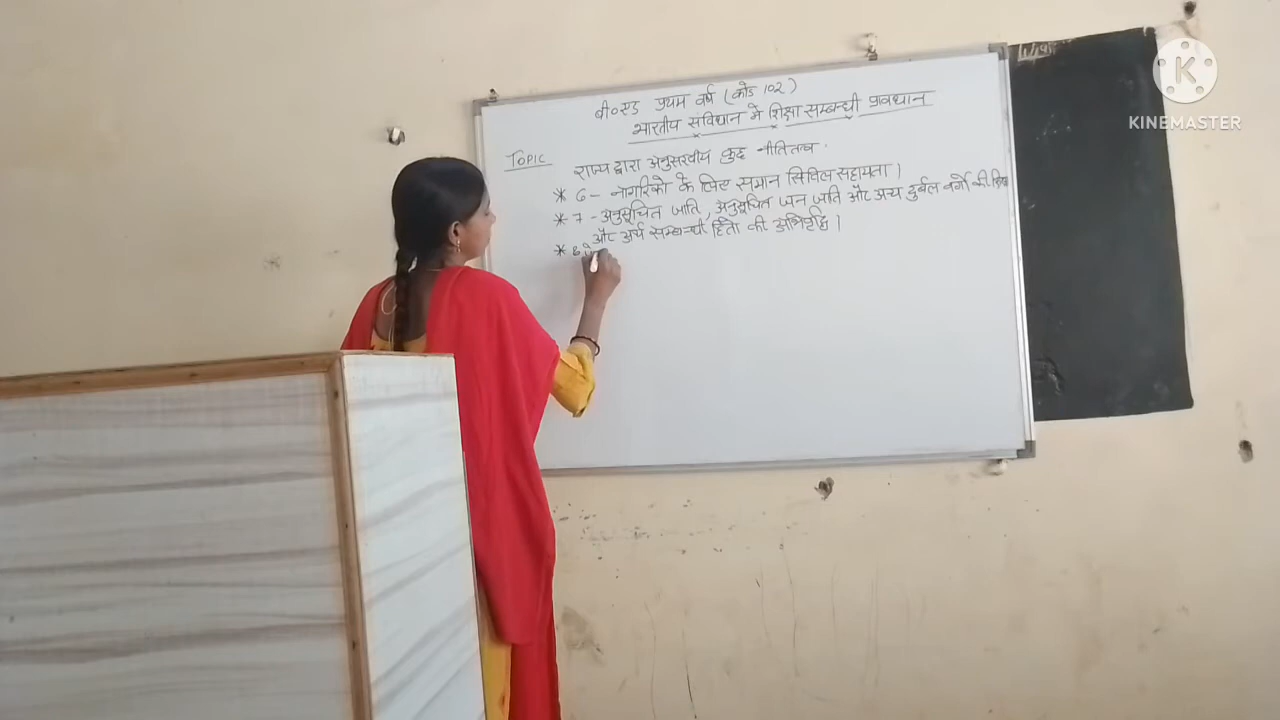 बी०एड प्रथम वर्ष (कोड 102)
भारतीय संविधान में शिक्षा सम्बन्धी प्रावधान
TOPIC
राज्य द्वारा अनुसरणीय कुछ नीतितत्व .
* 6 - नागरिको के लिए समान सिविल सहायता ।
* 7 - अनुसूचित जाति, अनुसूचित जन जाति और अन्य दुर्बल वर्गो की शिक्षा
और अर्थ सम्बन्धी हितो की अभिवृद्धि ।
* 8
KINEMASTER